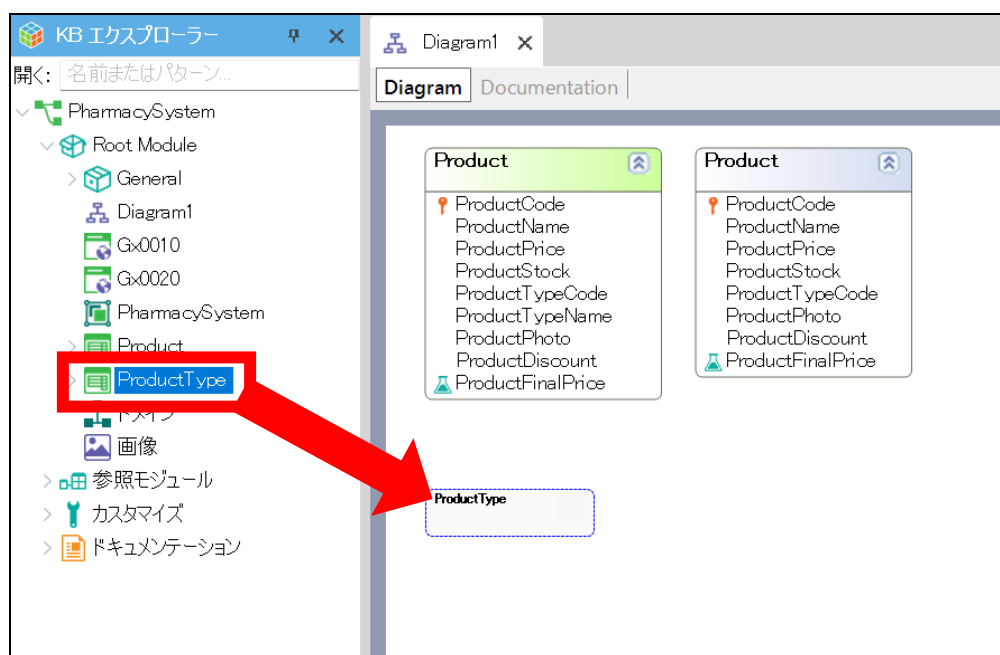 KB エクスプローラー
開く: 名前またはパターン...
PharmacySystem
Root Module
General
Diagram1
Gx0010
Gx0020
PharmacySystem
Product
ProductType
ドメイン
画像
参照モジュール
カスタマイズ
ドキュメンテーション
Diagram1
Diagram Documentation
Product
ProductCode
ProductName
ProductPrice
ProductStock
ProductTypeCode
ProductTypeName
ProductPhoto
ProductDiscount
ProductFinalPrice
Product
ProductCode
ProductName
ProductPrice
ProductStock
ProductTypeCode
ProductPhoto
ProductDiscount
ProductFinalPrice
ProductType